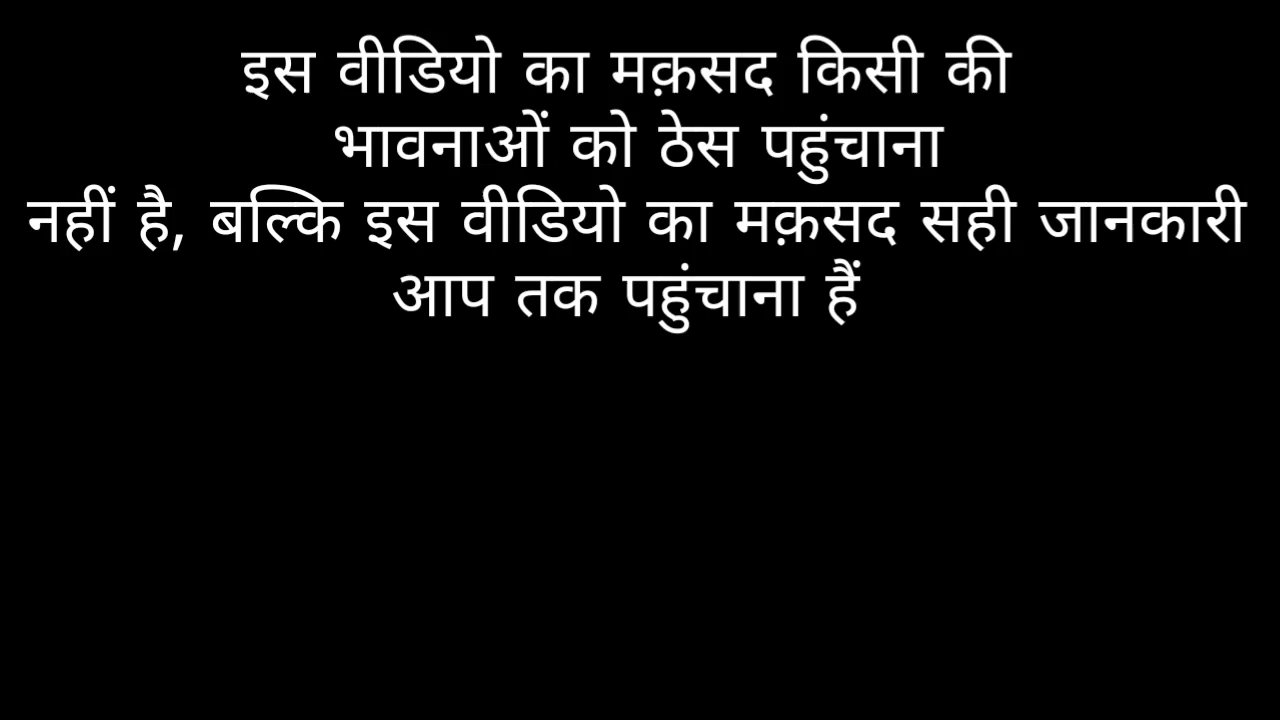 इस वीडियो का मक़सद किसी की
भावनाओं को ठेस पहुंचाना
नहीं है, बल्कि इस वीडियो का मक़सद सही जानकारी
आप तक पहुंचाना हैं